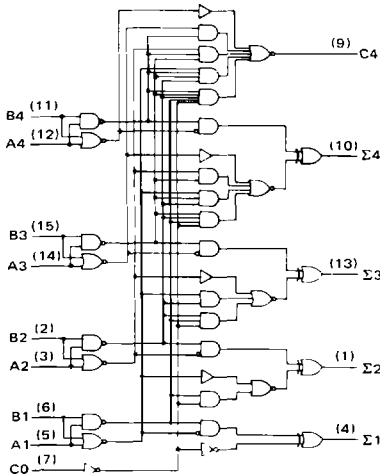 (9)
C4
B4 (11)
A4 (12)
(10)
Σ4
B3 (15)
A3 (14)
(13)
Σ3
B2 (2)
A2 (3)
(1)
Σ2
B1 (6)
A1 (5)
(4)
Σ1
C0 (7)